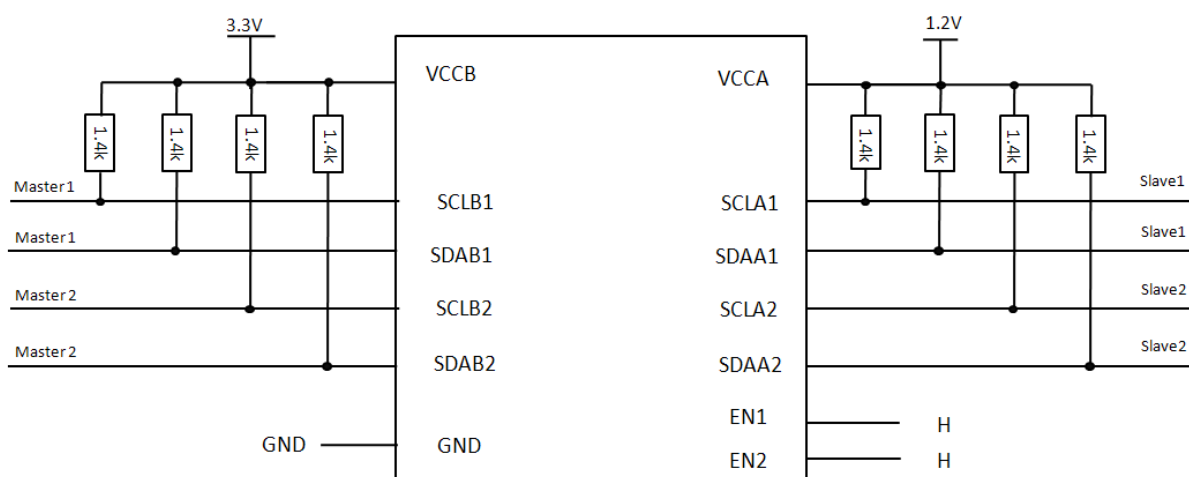 3.3V
1.2V
VCCB
VCCA
1.4k
1.4k
1.4k
1.4k
1.4k
1.4k
1.4k
1.4k
Master1
SCLB1
SCLA1
Slave1
Master1
SDAB1
SDAA1
Slave1
Master2
SCLB2
SCLA2
Slave2
Master2
SDAB2
SDAA2
Slave2
EN1
H
GND
GND
EN2
H